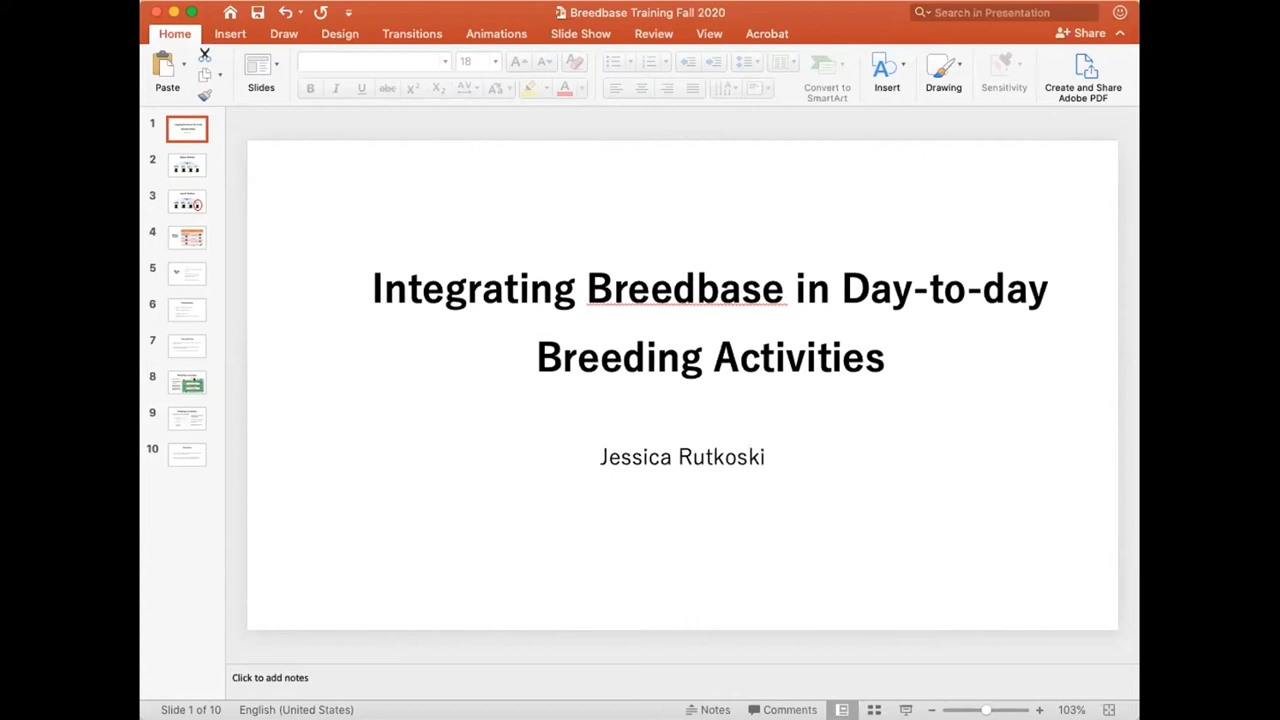 Breedbase Training Fall 2020
Search in Presentation
Home Insert Draw Design Transitions Animations Slide Show Review View Acrobat
Share
Paste
Slides
18
Convert to SmartArt
Insert
Drawing
Sensitivity
Create and Share Adobe PDF
1
2
3
4
5
6
7
8
9
10
Integrating Breedbase in Day-to-day
Breeding Activities
Jessica Rutkoski
Click to add notes
Slide 1 of 10 English (United States) Notes Comments 103%